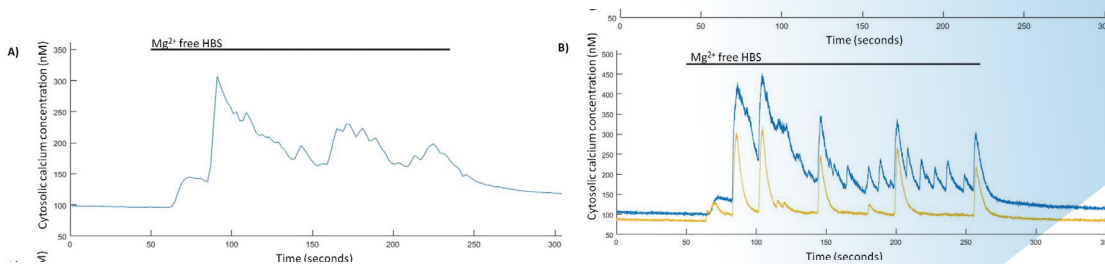 50
0 50 100 150 200 250 300
Time (seconds)
A)
Mg²⁺ free HBS
Cytosolic calcium concentration (nM)
350
300
250
200
150
100
50
0 50 100 150 200 250 300
Time (seconds)
B)
Mg²⁺ free HBS
Cytosolic calcium concentration (nM)
500
450
400
350
300
250
200
150
100
50
0 50 100 150 200 250 300 350
Time (seconds)